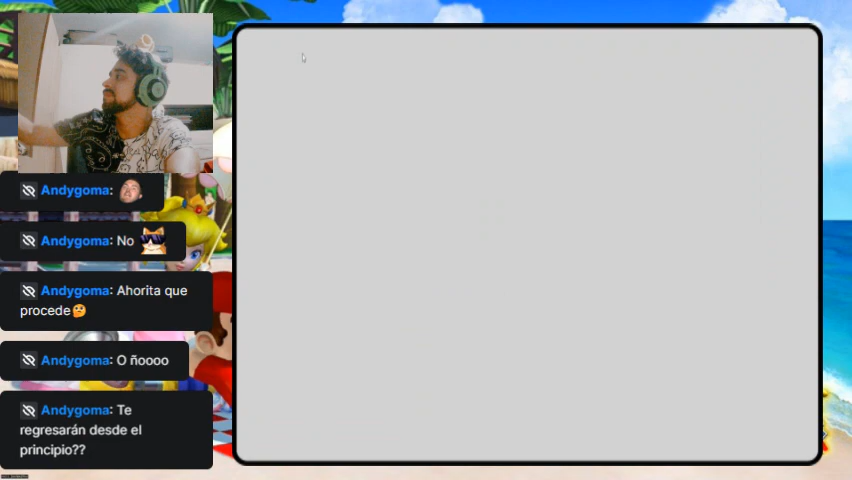 Andygoma:
Andygoma: No
Andygoma: Ahorita que
procede🤔
Andygoma: O ñoooo
Andygoma: Te
regresarán desde el
principio??